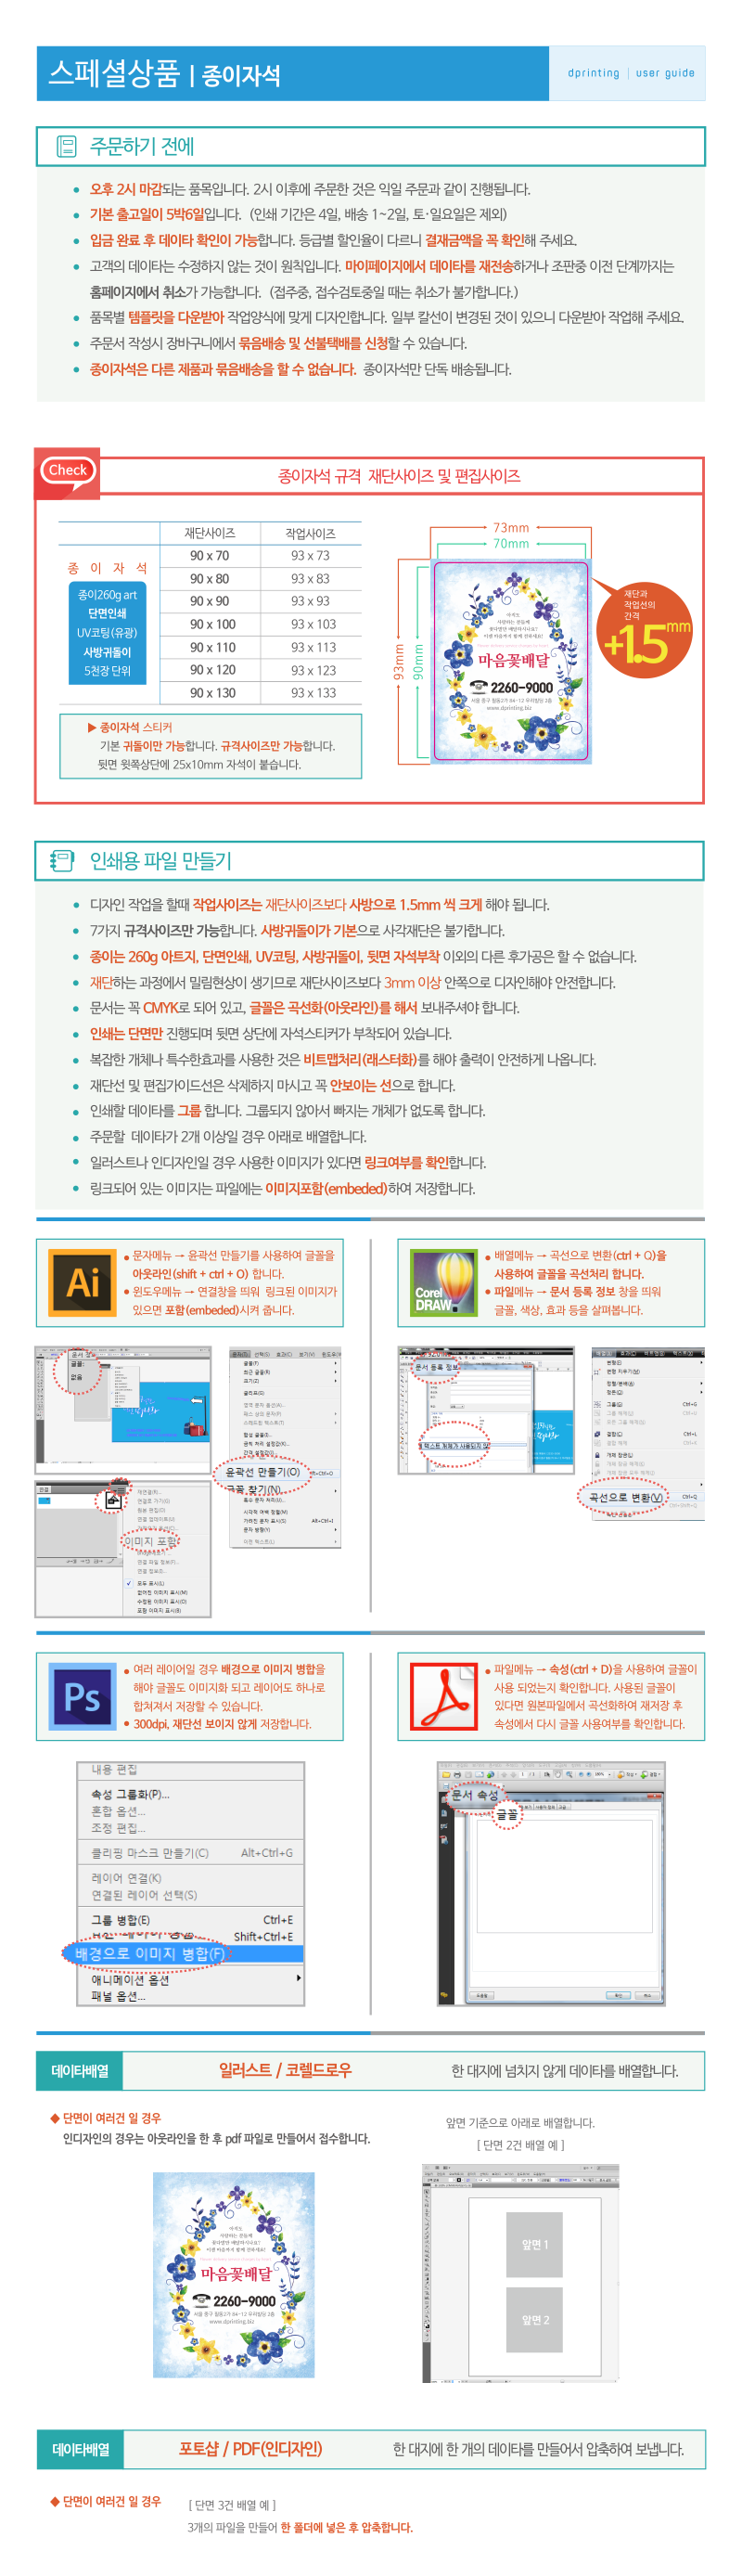 스페셜상품 | 종이자석
dprinting | user guide
주문하기 전에
오후 2시 마감되는 품목입니다. 2시 이후에 주문한 것은 익일 주문과 같이 진행됩니다.
기본 출고일이 5박6일입니다. (인쇄 기간은 4일, 배송 1~2일, 토·일요일은 제외)
입금 완료 후 데이타 확인이 가능합니다. 등급별 할인율이 다르니 결재금액을 꼭 확인해 주세요.
고객의 데이타는 수정하지 않는 것이 원칙입니다. 마이페이지에서 데이타를 재전송하거나 조판중 이전 단계까지는
홈페이지에서 취소가 가능합니다. (접주중, 접수검토중일 때는 취소가 불가합니다.)
품목별 템플릿을 다운받아 작업양식에 맞게 디자인합니다. 일부 칼선이 변경된 것이 있으니 다운받아 작업해 주세요.
주문서 작성시 장바구니에서 묶음배송 및 선불택배를 신청할 수 있습니다.
종이자석은 다른 제품과 묶음배송을 할 수 없습니다. 종이자석만 단독 배송됩니다.
Check
종이자석 규격 재단사이즈 및 편집사이즈
재단사이즈 작업사이즈
종 이 자 석
종이260g art
단면인쇄
UV코팅(유광)
사방귀돌이
5천장 단위
90 x 70 93 x 73
90 x 80 93 x 83
90 x 90 93 x 93
90 x 100 93 x 103
90 x 110 93 x 113
90 x 120 93 x 123
90 x 130 93 x 133
▶ 종이자석 스티커
기본 귀돌이만 가능합니다. 규격사이즈만 가능합니다.
뒷면 윗쪽상단에 25x10mm 자석이 붙습니다.
73mm
70mm
93mm
90mm
재단과
작업선의
간격
+1.5mm
마음꽃배달
2260-9000
www.dprinting.biz
인쇄용 파일 만들기
디자인 작업을 할때 작업사이즈는 재단사이즈보다 사방으로 1.5mm 씩 크게 해야 됩니다.
7가지 규격사이즈만 가능합니다. 사방귀돌이가 기본으로 사각재단은 불가합니다.
종이는 260g 아트지, 단면인쇄, UV코팅, 사방귀돌이, 뒷면 자석부착 이외의 다른 후가공은 할 수 없습니다.
재단하는 과정에서 밀림현상이 생기므로 재단사이즈보다 3mm 이상 안쪽으로 디자인해야 안전합니다.
문서는 꼭 CMYK로 되어 있고, 글꼴은 곡선화(아웃라인)를 해서 보내주셔야 합니다.
인쇄는 단면만 진행되며 뒷면 상단에 자석스티커가 부착되어 있습니다.
복잡한 개체나 특수한효과를 사용한 것은 비트맵처리(래스터화)를 해야 출력이 안전하게 나옵니다.
재단선 및 편집가이드선은 삭제하지 마시고 꼭 안보이는 선으로 합니다.
인쇄할 데이타를 그룹 합니다. 그룹되지 않아서 빠지는 개체가 없도록 합니다.
주문할 데이타가 2개 이상일 경우 아래로 배열합니다.
일러스트나 인디자인일 경우 사용한 이미지가 있다면 링크여부를 확인합니다.
링크되어 있는 이미지는 파일에는 이미지포함(embeded)하여 저장합니다.
Ai
문자메뉴 → 윤곽선 만들기를 사용하여 글꼴을
아웃라인(shift + ctrl + O) 합니다.
윈도우메뉴 → 연결창을 띄워 링크된 이미지가
있으면 포함(embeded)시켜 줍니다.
Corel
DRAW
배열메뉴 → 곡선으로 변환(ctrl + Q)을
사용하여 글꼴을 곡선처리 합니다.
파일메뉴 → 문서 등록 정보 창을 띄워
글꼴, 색상, 효과 등을 살펴봅니다.
글꼴:
없음
윤곽선 만들기(O)
글꼴 찾기(N)...
이미지 포함
문서 등록 정보
곡선으로 변환(V) Ctrl+Q
Ps
여러 레이어일 경우 배경으로 이미지 병합을
해야 글꼴도 이미지화 되고 레이어도 하나로
합쳐져서 저장할 수 있습니다.
300dpi, 재단선 보이지 않게 저장합니다.
파일메뉴 → 속성(ctrl + D)을 사용하여 글꼴이
사용 되었는지 확인합니다. 사용된 글꼴이
있다면 원본파일에서 곡선화하여 재저장 후
속성에서 다시 글꼴 사용여부를 확인합니다.
내용 편집
속성 그룹화(P)...
혼합 옵션...
조정 편집...
클리핑 마스크 만들기(C) Alt+Ctrl+G
레이어 연결(K)
연결된 레이어 선택(S)
그룹 병합(E) Ctrl+E
Shift+Ctrl+E
배경으로 이미지 병합(F)
애니메이션 옵션
패널 옵션...
문서 속성
글꼴
데이타배열 일러스트 / 코렐드로우 한 대지에 넘치지 않게 데이타를 배열합니다.
◆ 단면이 여러건 일 경우
인디자인의 경우는 아웃라인을 한 후 pdf 파일로 만들어서 접수합니다.
앞면 기준으로 아래로 배열합니다.
[ 단면 2건 배열 예 ]
마음꽃배달
2260-9000
www.dprinting.biz
앞면 1
앞면 2
데이타배열 포토샵 / PDF(인디자인) 한 대지에 한 개의 데이타를 만들어서 압축하여 보냅니다.
◆ 단면이 여러건 일 경우 [ 단면 3건 배열 예 ]
3개의 파일을 만들어 한 폴더에 넣은 후 압축합니다.